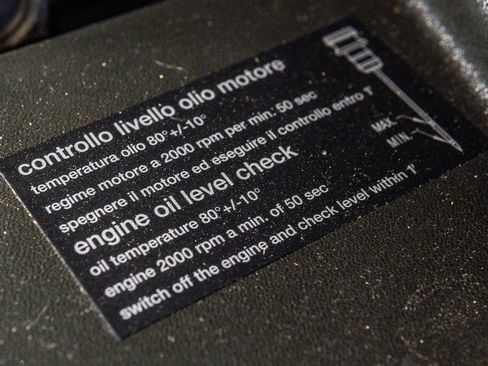 controllo livello olio motore
temperatura olio 80°+/-10°
regime motore a 2000 rpm per min. 50 sec
spegnere il motore ed eseguire il controllo entro 1'
engine oil level check
oil temperature 80°+/-10°
engine 2000 rpm a min. of 50 sec
switch off the engine and check level within 1'
MAX
MIN